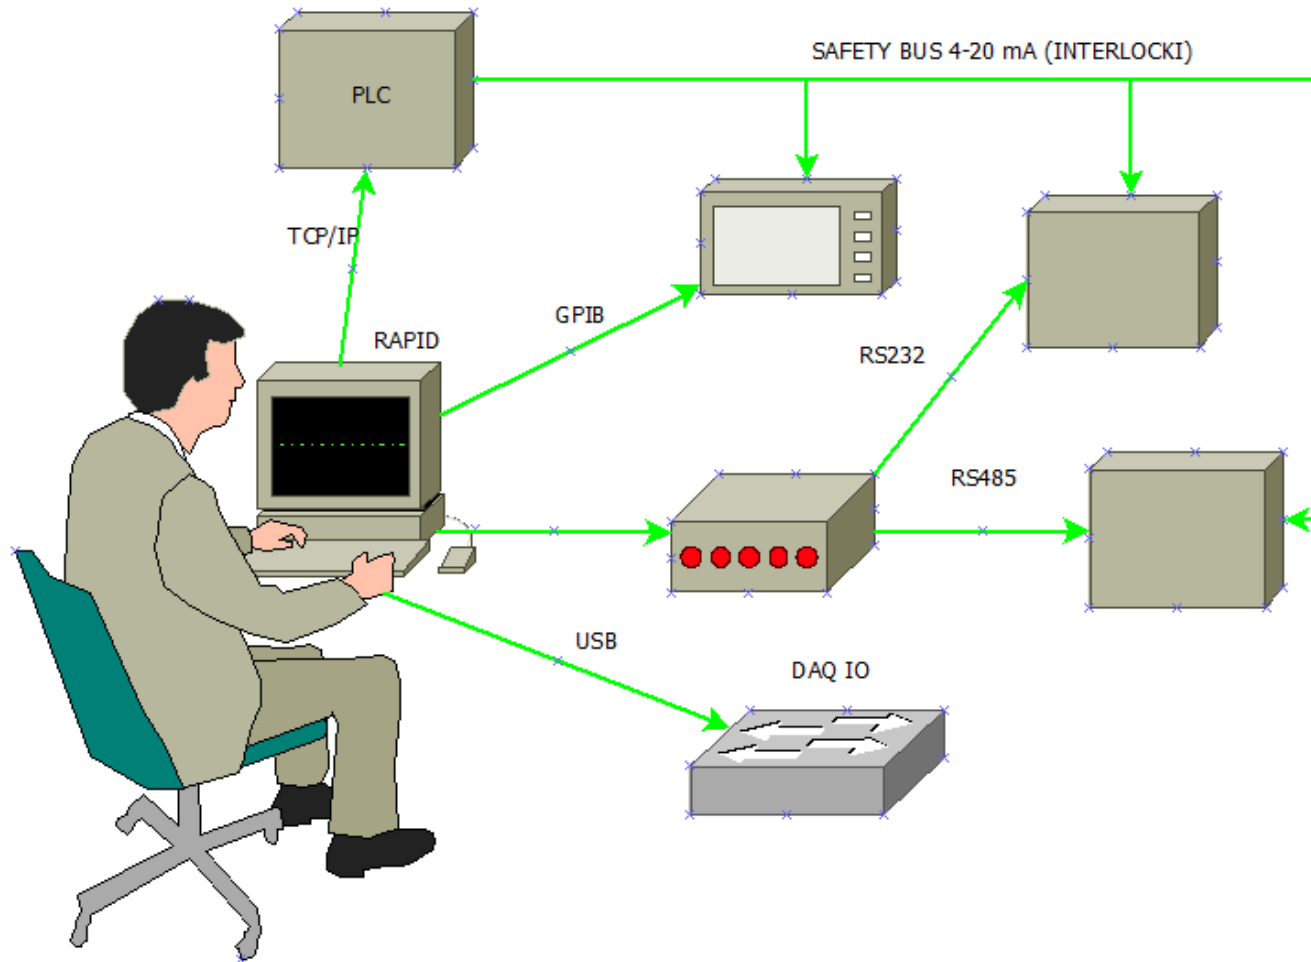 SAFETY BUS 4-20 mA (INTERLOCKI)
PLC
TCP/IP
RAPID
GPIB
RS232
RS485
USB
DAQ IO